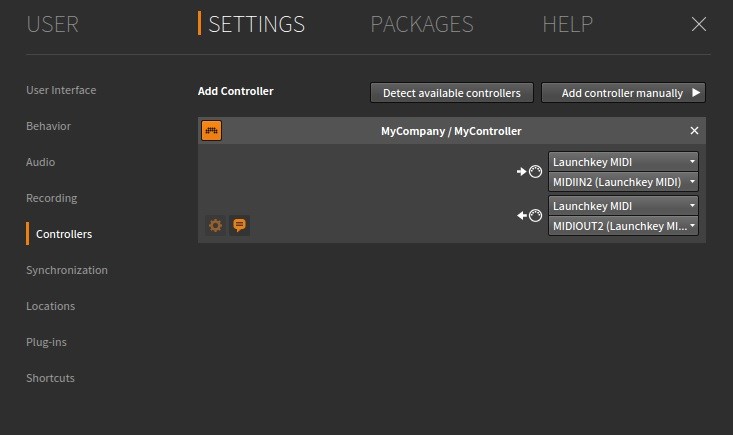 USER SETTINGS PACKAGES HELP
User Interface
Behavior
Audio
Recording
Controllers
Synchronization
Locations
Plug-ins
Shortcuts
Add Controller
Detect available controllers
Add controller manually
MyCompany / MyController
Launchkey MIDI
MIDIIN2 (Launchkey MIDI)
Launchkey MIDI
MIDIOUT2 (Launchkey MI...